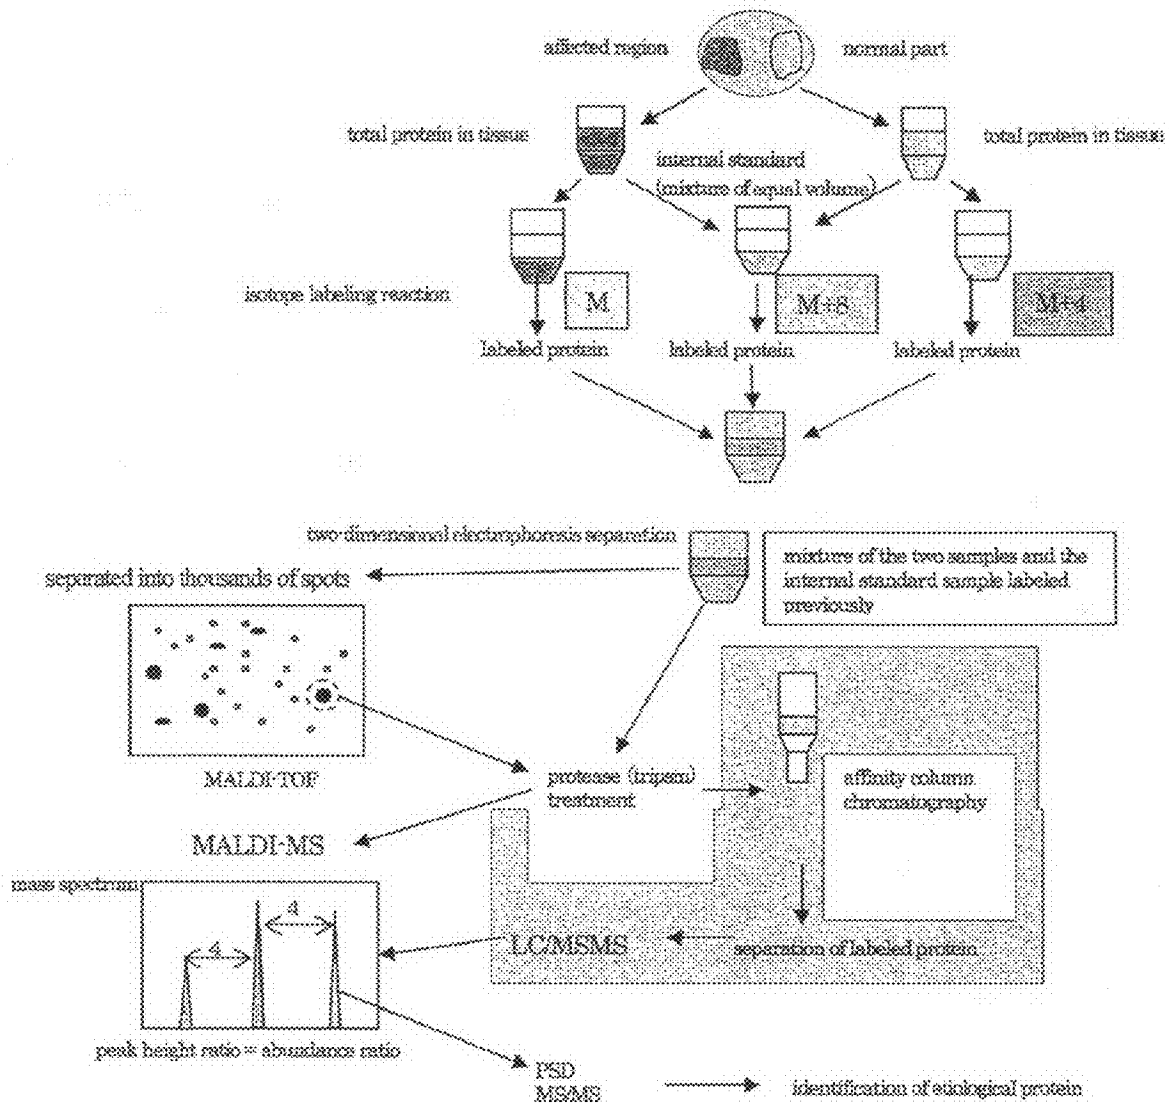 affected region
normal part
total protein in tissue
total protein in tissue
internal standard
(mixture of equal volume)
isotope labeling reaction
M
M+8
M+4
labeled protein
labeled protein
labeled protein
two-dimensional electrophoresis separation
mixture of the two samples and the
internal standard sample labeled
previously
separated into thousands of spots
MALDI-TOF
protease (tripsin)
treatment
affinity column
chromatography
MALDI-MS
mass spectrum
4
4
LC/MSMS
separation of labeled protein
peak height ratio = abundance ratio
PSD
MS/MS
identification of etiological protein